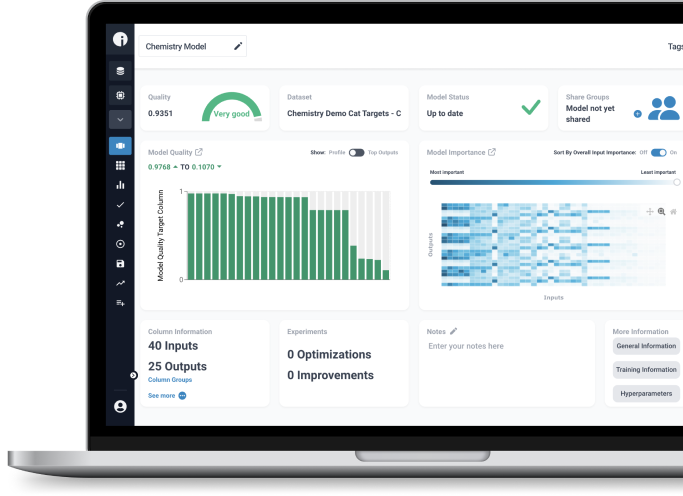 Chemistry Model
Tags
Quality
0.9351
Very good
Dataset
Chemistry Demo Cat Targets - C
Model Status
Up to date
Share Groups
Model not yet
shared
Model Quality
Show: Profile Top Outputs
0.9768 TO 0.1070
Model Quality Target Column
1
0
Model Importance
Sort By Overall Input Importance: Off On
Most important
Least important
Outputs
Inputs
Column Information
40 Inputs
25 Outputs
Column Groups
See more
Experiments
0 Optimizations
0 Improvements
Notes
Enter your notes here
More Information
General Information
Training Information
Hyperparameters